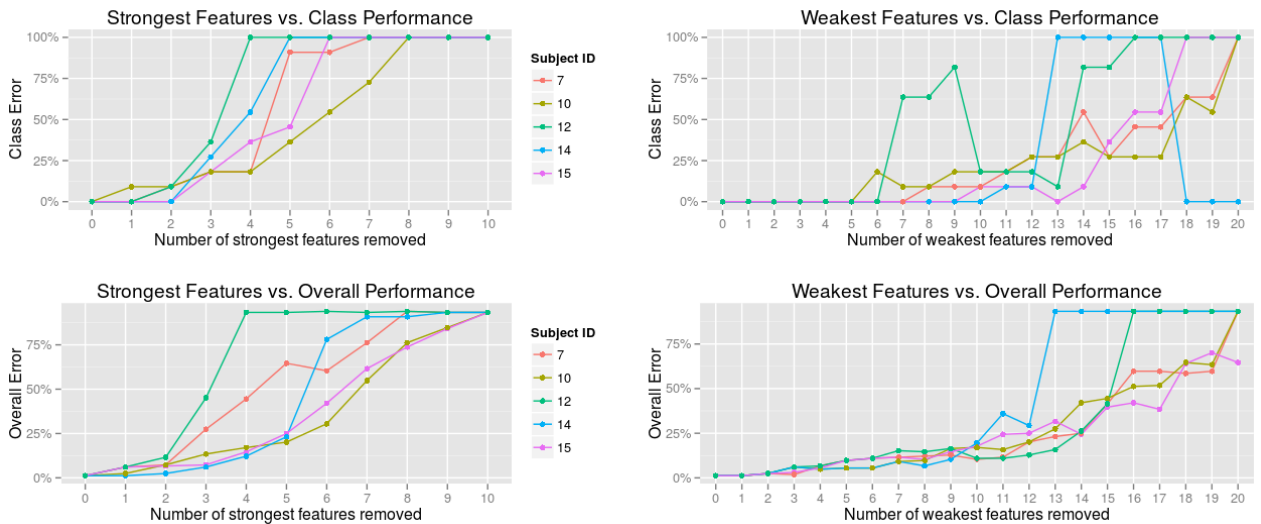 Strongest Features vs. Class Performance
100%
75%
50%
25%
0%
Class Error
0 1 2 3 4 5 6 7 8 9 10
Number of strongest features removed
Subject ID
7
10
12
14
15
Weakest Features vs. Class Performance
100%
75%
50%
25%
0%
Class Error
0 1 2 3 4 5 6 7 8 9 10 11 12 13 14 15 16 17 18 19 20
Number of weakest features removed
Strongest Features vs. Overall Performance
75%
50%
25%
0%
Overall Error
0 1 2 3 4 5 6 7 8 9 10
Number of strongest features removed
Subject ID
7
10
12
14
15
Weakest Features vs. Overall Performance
75%
50%
25%
0%
Overall Error
0 1 2 3 4 5 6 7 8 9 10 11 12 13 14 15 16 17 18 19 20
Number of weakest features removed